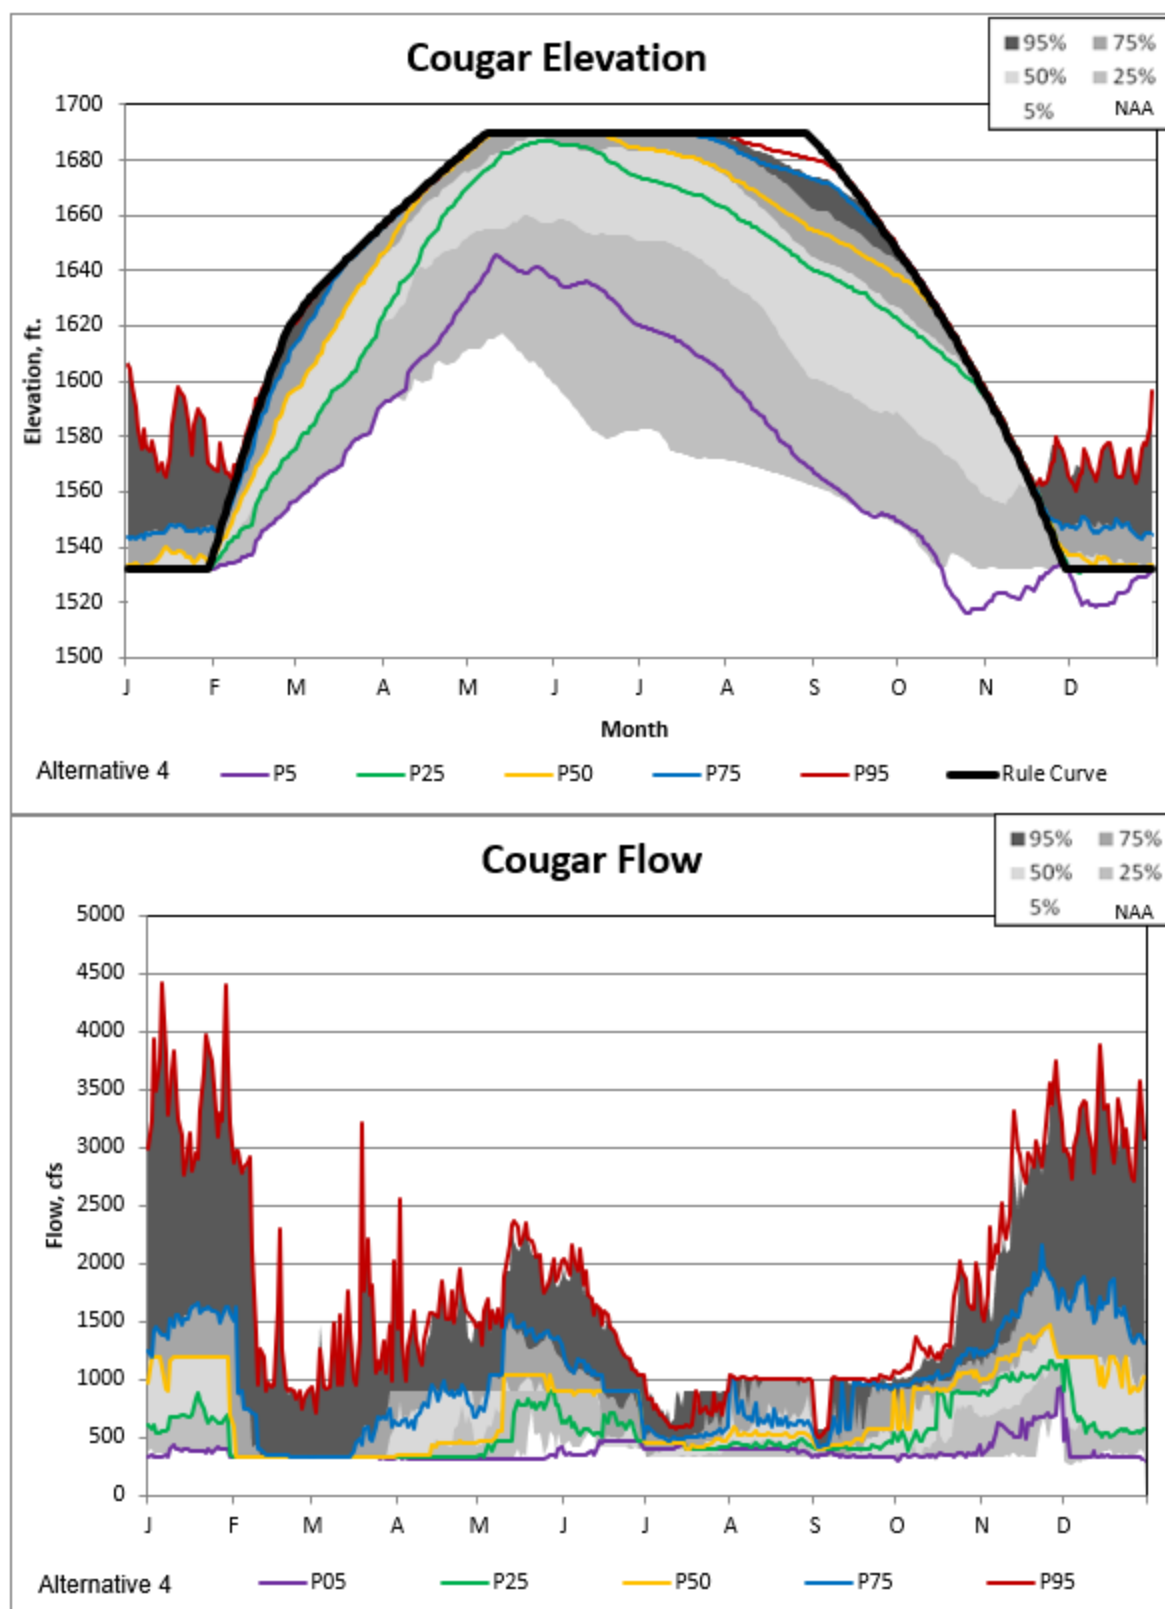 Cougar Elevation
95% 75%
50% 25%
5% NAA
1700
1680
1660
1640
1620
1600
1580
1560
1540
1520
1500
Elevation, ft.
J F M A M J J A S O N D
Month
Alternative 4 P5 P25 P50 P75 P95 Rule Curve
Cougar Flow
95% 75%
50% 25%
5% NAA
5000
4500
4000
3500
3000
2500
2000
1500
1000
500
0
Flow, cfs
J F M A M J J A S O N D
Alternative 4 P05 P25 P50 P75 P95